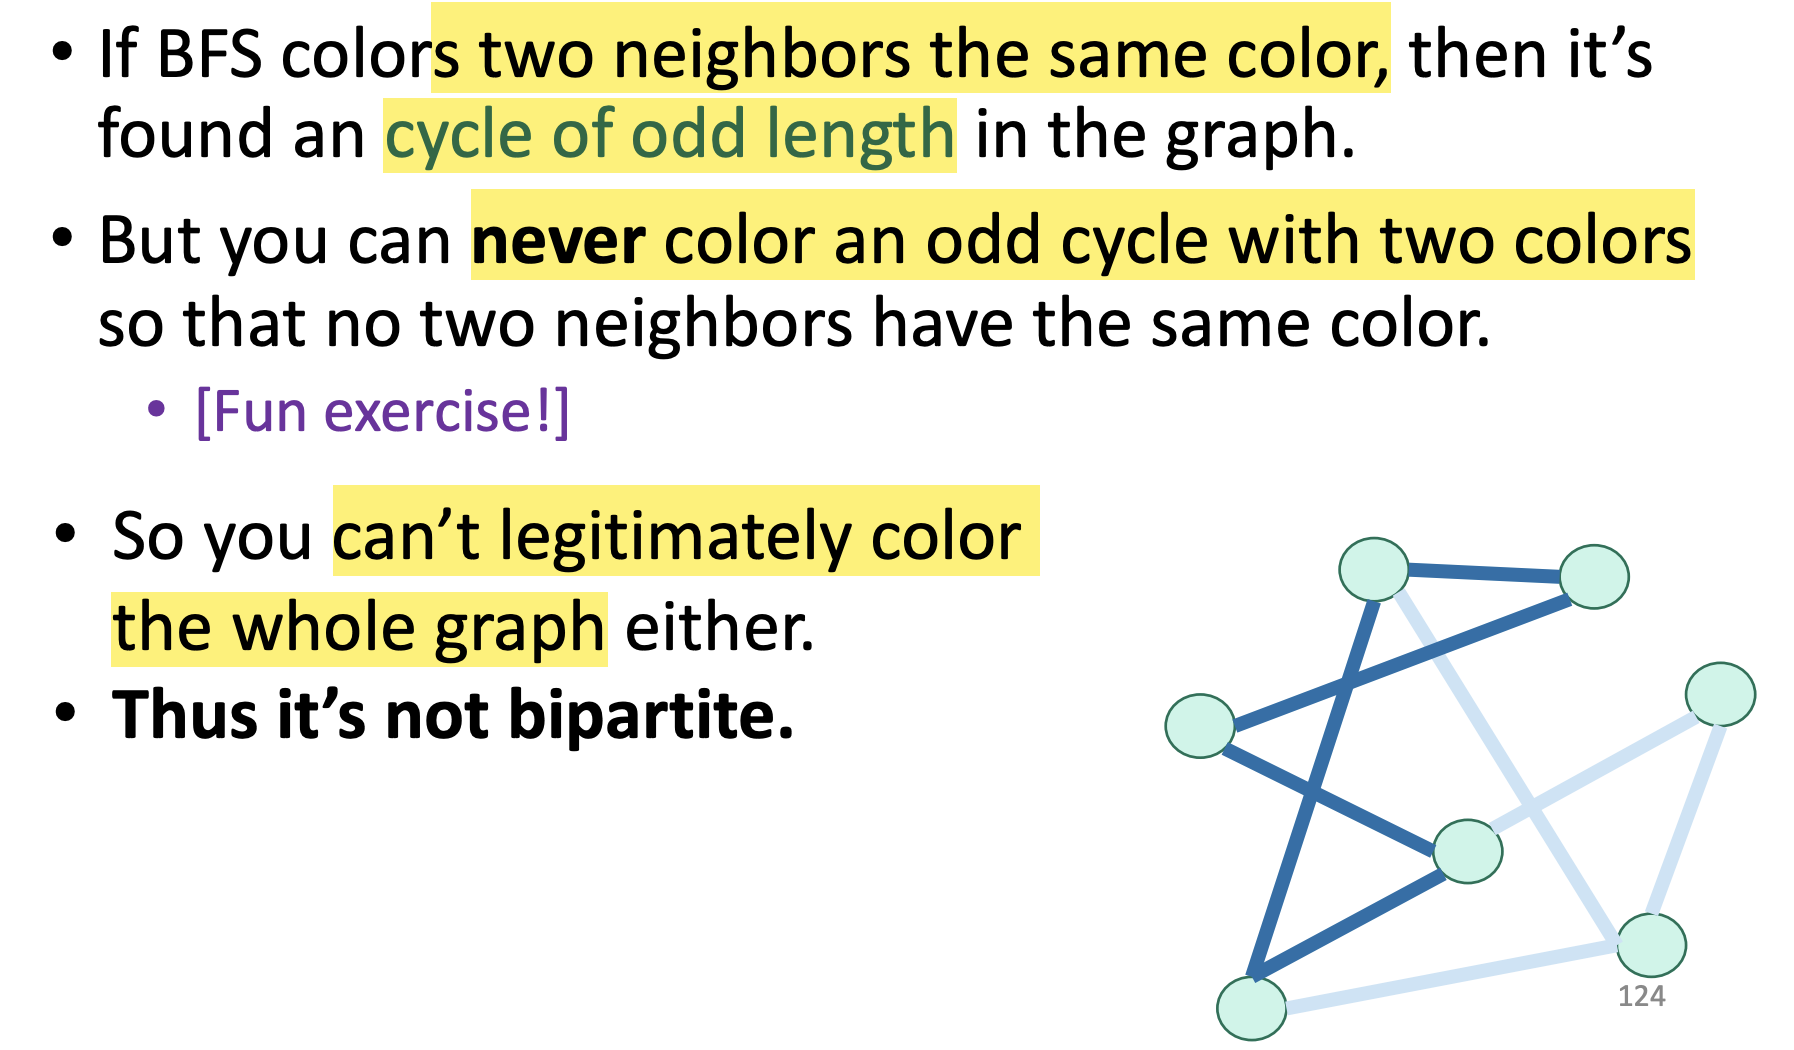 • If BFS colors two neighbors the same color, then it’s
found an cycle of odd length in the graph.
• But you can never color an odd cycle with two colors
so that no two neighbors have the same color.
• [Fun exercise!]
• So you can’t legitimately color
the whole graph either.
• Thus it’s not bipartite.
124